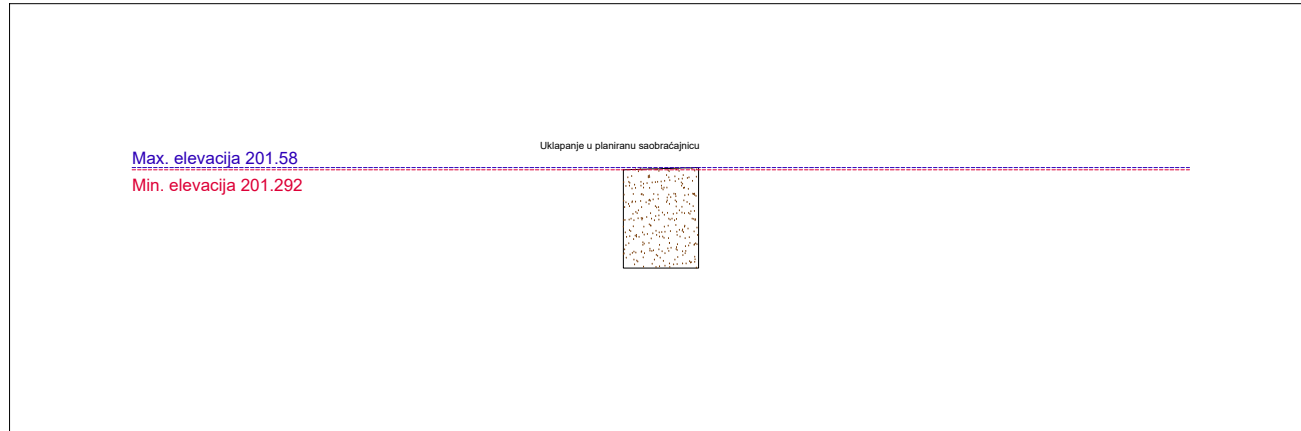 Uklapanje u planiranu saobraćajnicu
Max. elevacija 201.58
Min. elevacija 201.292